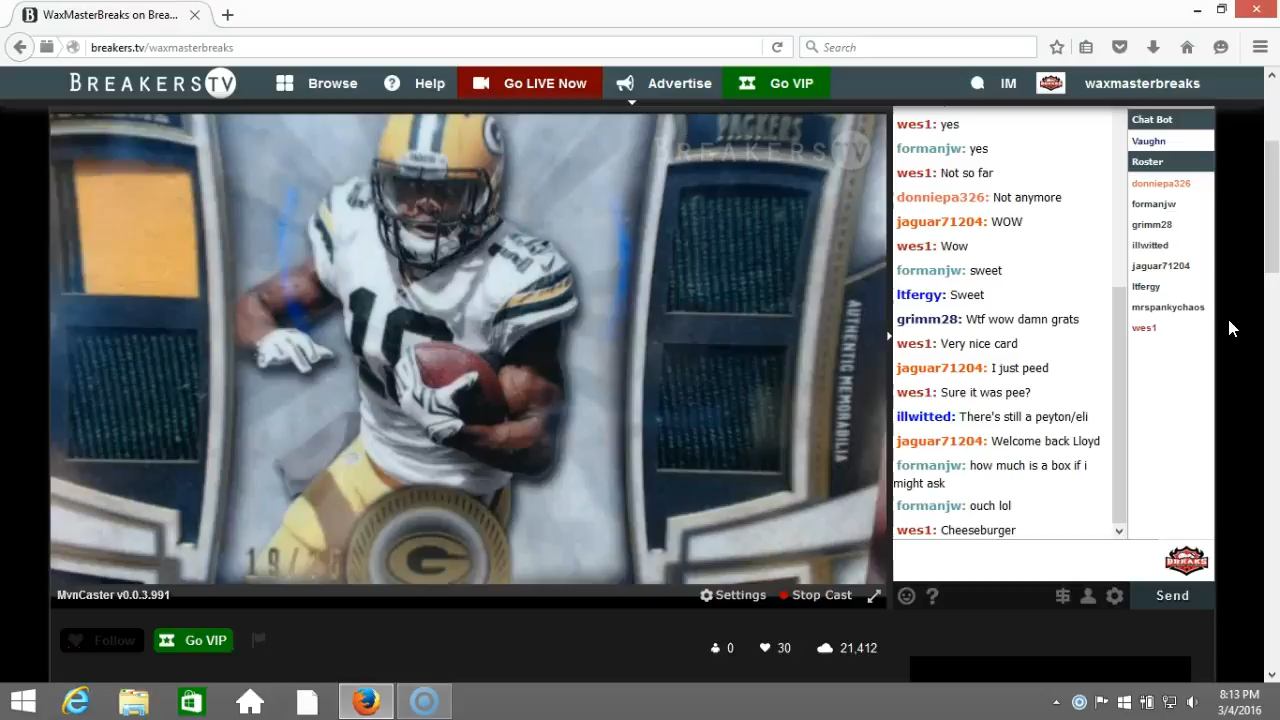 WaxMasterBreaks on Brea...
breakers.tv/waxmasterbreaks
Search
BREAKERS TV
Browse
Help
Go LIVE Now
Advertise
Go VIP
IM
waxmasterbreaks
PACKERS
BREAKERS TV
AUTHENTIC MEMORABILIA
G
MvnCaster v0.0.3.991
Settings
Stop Cast
Follow
Go VIP
0
30
21,412
wes1: yes
formanjw: yes
wes1: Not so far
donniepa326: Not anymore
jaguar71204: WOW
wes1: Wow
formanjw: sweet
ltfergy: Sweet
grimm28: Wtf wow damn grats
wes1: Very nice card
jaguar71204: I just peed
wes1: Sure it was pee?
illwitted: There's still a peyton/eli
jaguar71204: Welcome back Lloyd
formanjw: how much is a box if i
might ask
formanjw: ouch lol
wes1: Cheeseburger
BREAKS
Send
Chat Bot
Vaughn
Roster
donniepa326
formanjw
grimm28
illwitted
jaguar71204
ltfergy
mrspankychaos
wes1
8:13 PM
3/4/2016